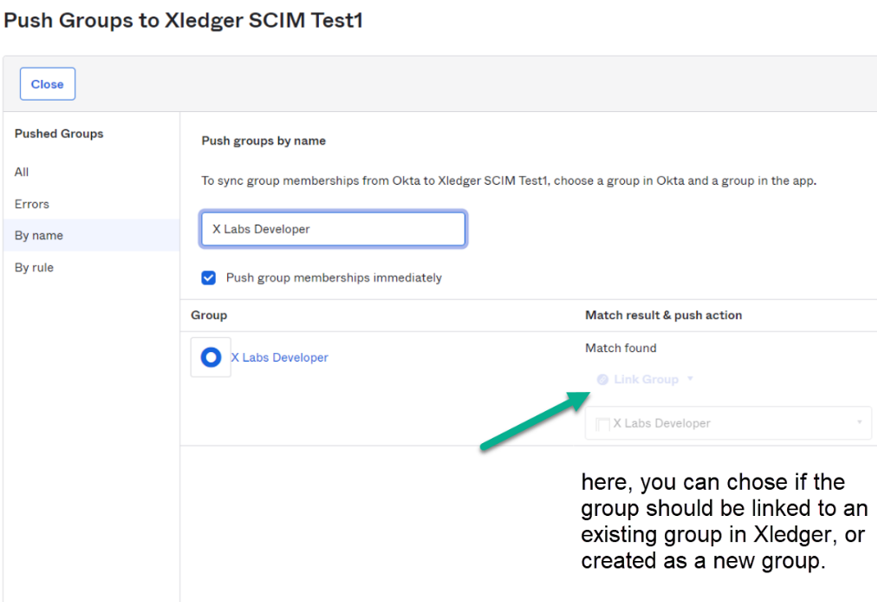 Push Groups to Xledger SCIM Test1
Close
Pushed Groups
All
Errors
By name
By rule
Push groups by name
To sync group memberships from Okta to Xledger SCIM Test1, choose a group in Okta and a group in the app.
X Labs Developer
Push group memberships immediately
Group
Match result & push action
X Labs Developer
Match found
Link Group
X Labs Developer
here, you can chose if the
group should be linked to an
existing group in Xledger, or
created as a new group.